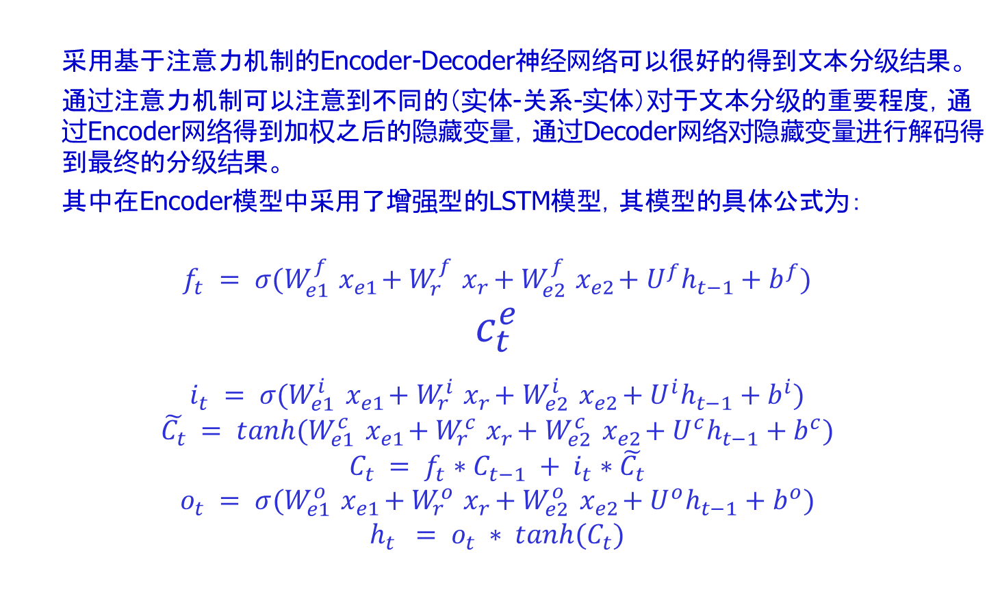 采用基于注意力机制的Encoder-Decoder神经网络可以很好的得到文本分级结果。
通过注意力机制可以注意到不同的(实体-关系-实体)对于文本分级的重要程度, 通
过Encoder网络得到加权之后的隐藏变量, 通过Decoder网络对隐藏变量进行解码得
到最终的分级结果。
其中在Encoder模型中采用了增强型的LSTM模型, 其模型的具体公式为:
f_t = σ(W_{e1}^f x_{e1} + W_r^f x_r + W_{e2}^f x_{e2} + U^f h_{t−1} + b^f)
c_t^e
i_t = σ(W_{e1}^i x_{e1} + W_r^i x_r + W_{e2}^i x_{e2} + U^i h_{t−1} + b^i)
C̃_t = tanh(W_{e1}^c x_{e1} + W_r^c x_r + W_{e2}^c x_{e2} + U^c h_{t−1} + b^c)
C_t = f_t * C_{t−1} + i_t * C̃_t
o_t = σ(W_{e1}^o x_{e1} + W_r^o x_r + W_{e2}^o x_{e2} + U^o h_{t−1} + b^o)
h_t = o_t * tanh(C_t)